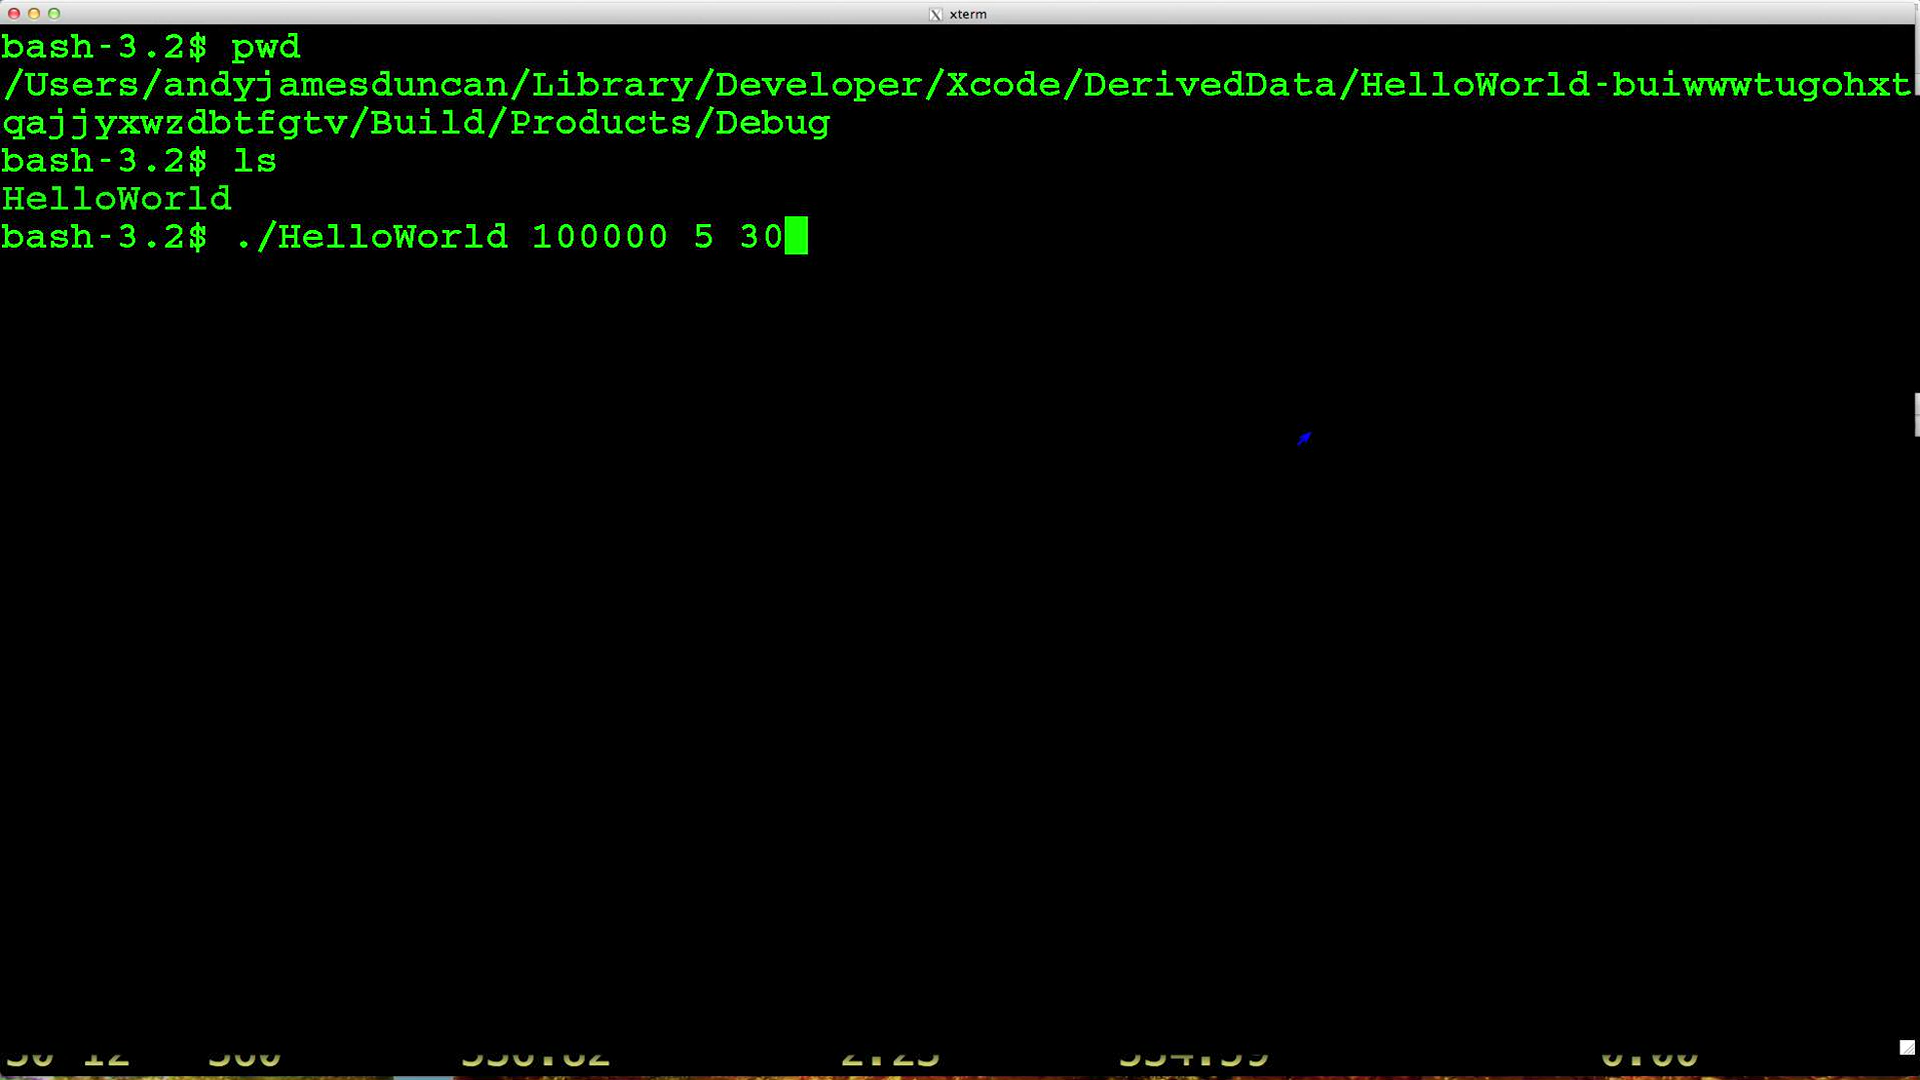 xterm
bash-3.2$ pwd
/Users/andyjamesduncan/Library/Developer/Xcode/DerivedData/HelloWorld-buiwwwtugohxt
qajjyxwzdbtfgtv/Build/Products/Debug
bash-3.2$ ls
HelloWorld
bash-3.2$ ./HelloWorld 100000 5 30